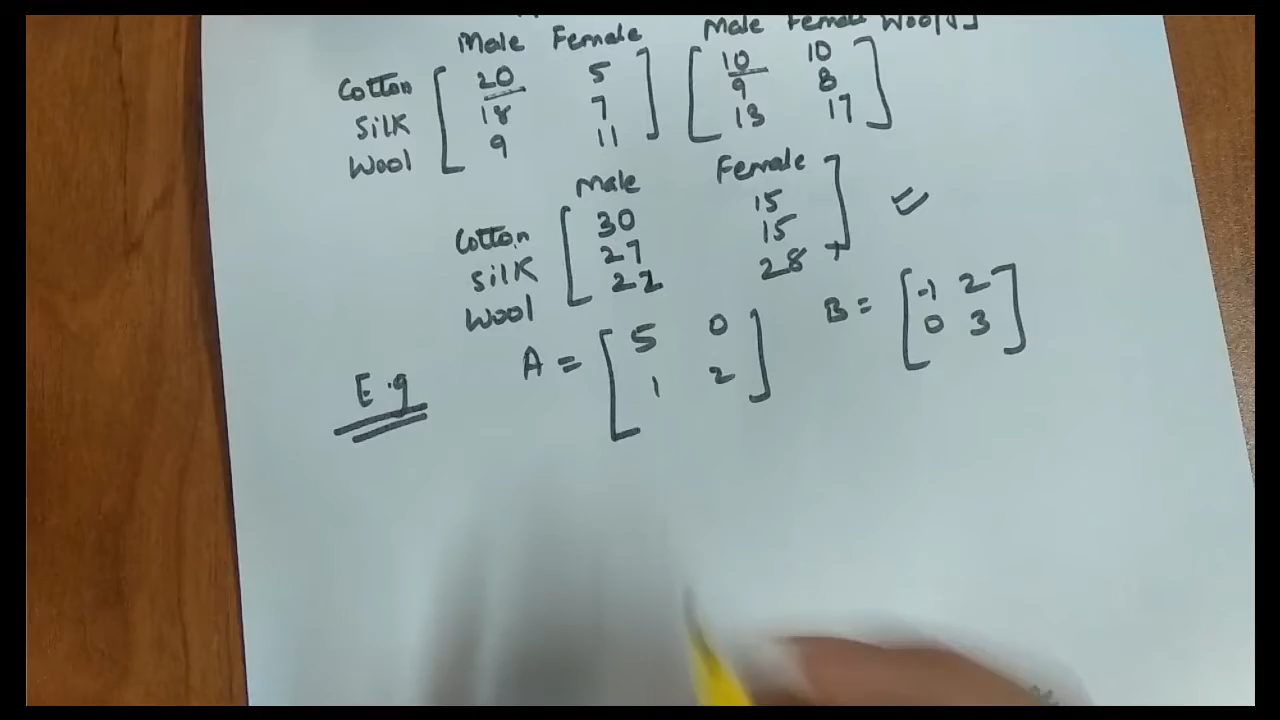 Male Female Male Female Wool
Cotton [ 20 5 ] [ 10 10 ]
Silk [ 18 7 ] [ 9 8 ]
Wool [ 9 11 ] [ 13 17 ]
Male Female
Cotton [ 30 15 ]
Silk [ 27 15 ]
Wool [ 22 28 ]
E.g A = [ 5 0 ] B = [ -1 2 ]
[ 1 2 ] [ 0 3 ]